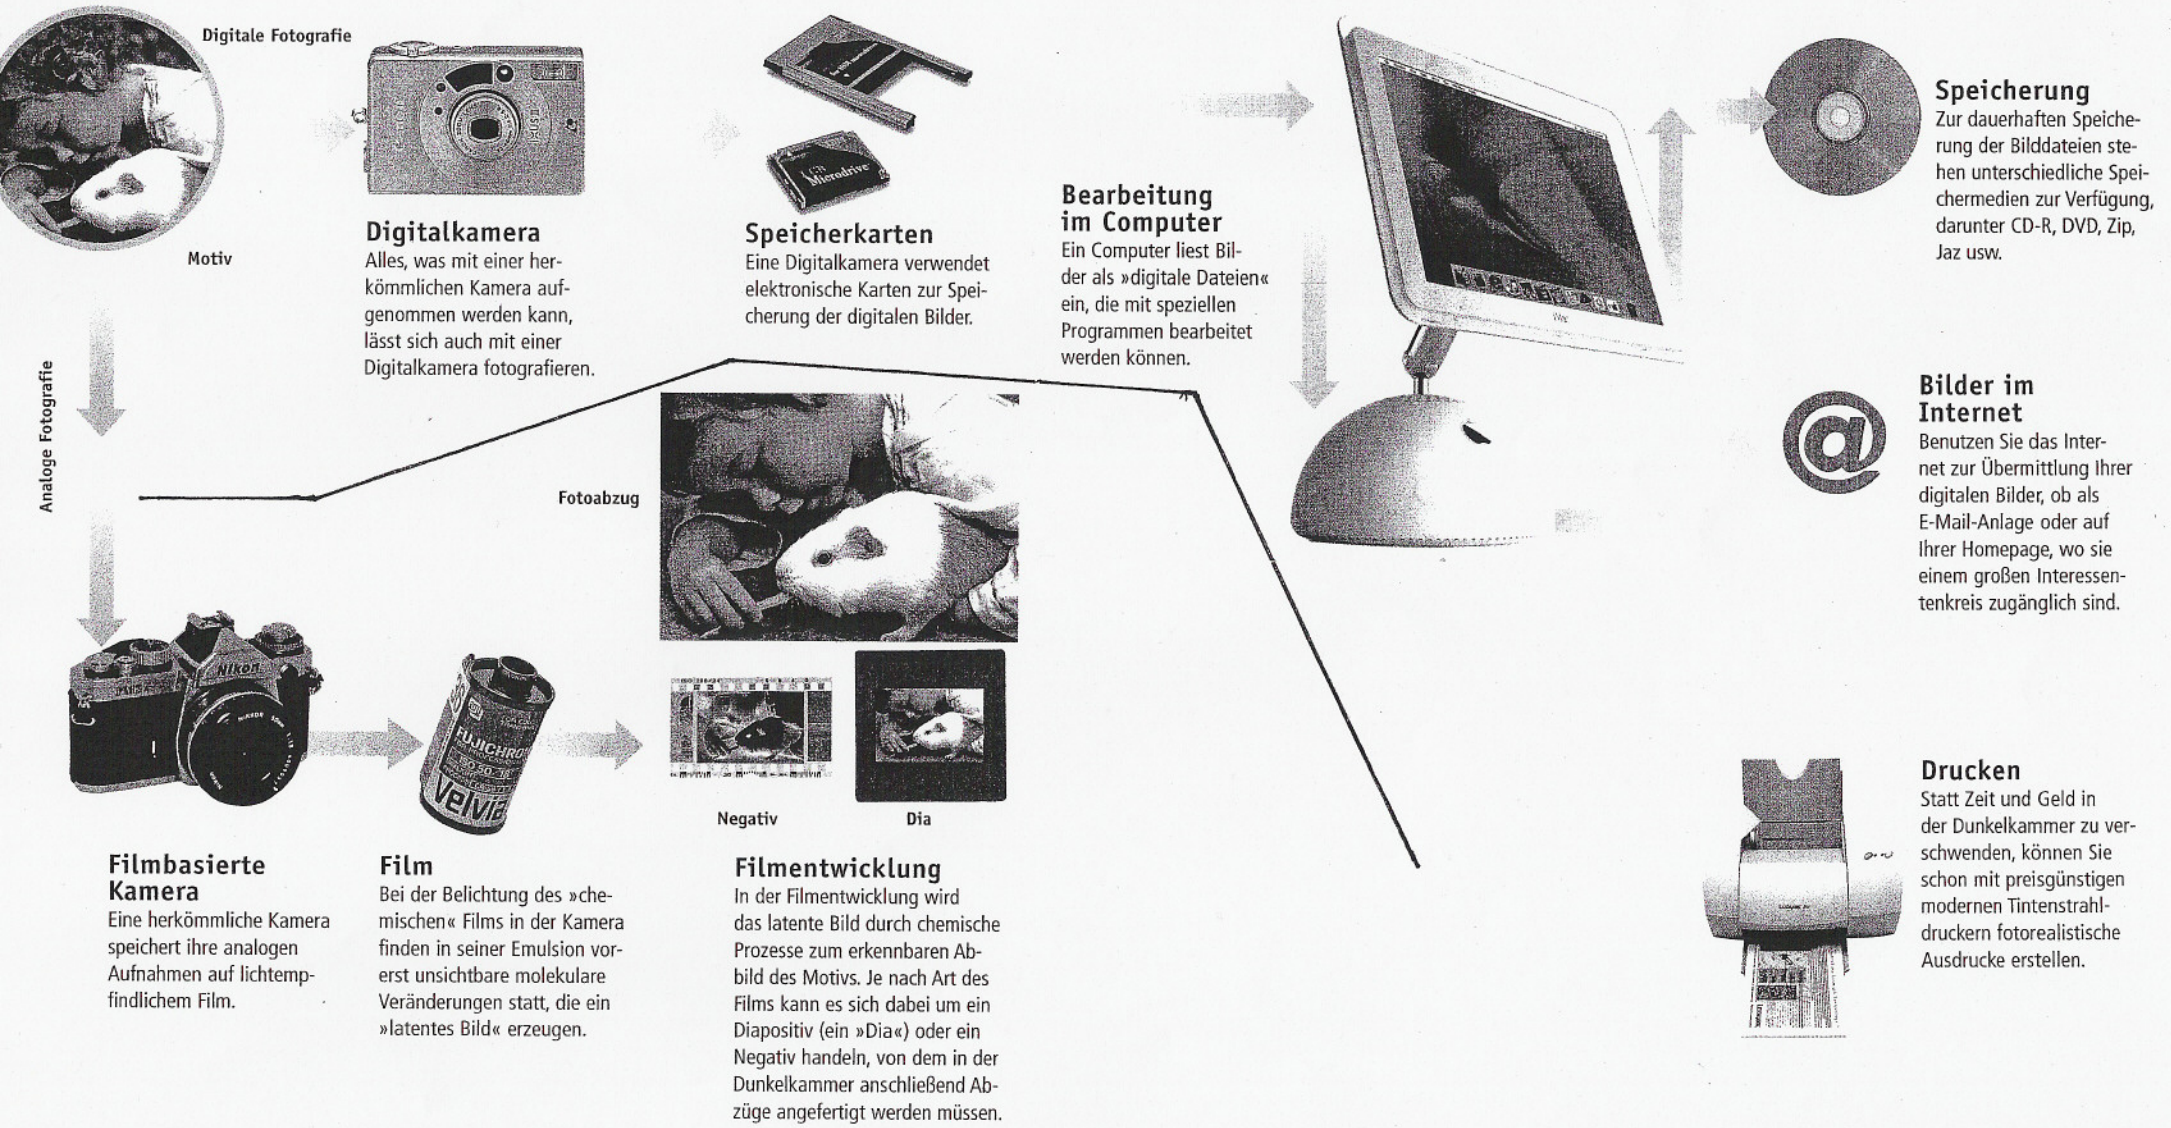 Digitale Fotografie
Motiv
Digitalkamera
Alles, was mit einer her-
kömmlichen Kamera auf-
genommen werden kann,
lässt sich auch mit einer
Digitalkamera fotografieren.
Microdrive
Speicherkarten
Eine Digitalkamera verwendet
elektronische Karten zur Spei-
cherung der digitalen Bilder.
Bearbeitung
im Computer
Ein Computer liest Bil-
der als »digitale Dateien«
ein, die mit speziellen
Programmen bearbeitet
werden können.
Speicherung
Zur dauerhaften Speiche-
rung der Bilddateien ste-
hen unterschiedliche Spei-
chermedien zur Verfügung,
darunter CD-R, DVD, Zip,
Jaz usw.
@
Bilder im
Internet
Benutzen Sie das Inter-
net zur Übermittlung Ihrer
digitalen Bilder, ob als
E-Mail-Anlage oder auf
Ihrer Homepage, wo sie
einem großen Interessen-
tenkreis zugänglich sind.
Drucken
Statt Zeit und Geld in
der Dunkelkammer zu ver-
schwenden, können Sie
schon mit preisgünstigen
modernen Tintenstrahl-
druckern fotorealistische
Ausdrucke erstellen.
Analoge Fotografie
Nikon
Filmbasierte
Kamera
Eine herkömmliche Kamera
speichert ihre analogen
Aufnahmen auf lichtemp-
findlichem Film.
FUJICHRO
Velvia
Film
Bei der Belichtung des »che-
mischen« Films in der Kamera
finden in seiner Emulsion vor-
erst unsichtbare molekulare
Veränderungen statt, die ein
»latentes Bild« erzeugen.
Fotoabzug
Negativ
Dia
Filmentwicklung
In der Filmentwicklung wird
das latente Bild durch chemische
Prozesse zum erkennbaren Ab-
bild des Motivs. Je nach Art des
Films kann es sich dabei um ein
Diapositiv (ein »Dia«) oder ein
Negativ handeln, von dem in der
Dunkelkammer anschließend Ab-
züge angefertigt werden müssen.